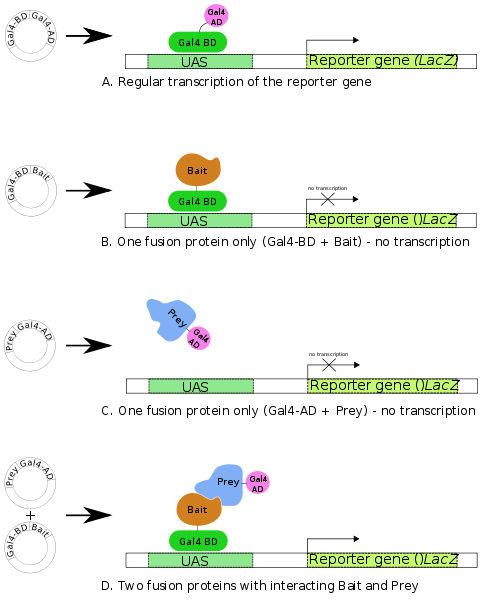 Gal4-BD Gal4-AD
Gal4
AD
Gal4 BD
UAS
Reporter gene (LacZ)
A. Regular transcription of the reporter gene
Gal4-BD Bait
Bait
Gal4 BD
no transcription
UAS
Reporter gene ()LacZ
B. One fusion protein only (Gal4-BD + Bait) - no transcription
Prey Gal4-AD
Prey
Gal4
AD
no transcription
UAS
Reporter gene ()LacZ
C. One fusion protein only (Gal4-AD + Prey) - no transcription
Prey Gal4-AD
+
Gal4-BD Bait
Prey
Gal4
AD
Bait
Gal4 BD
UAS
Reporter gene ()LacZ
D. Two fusion proteins with interacting Bait and Prey